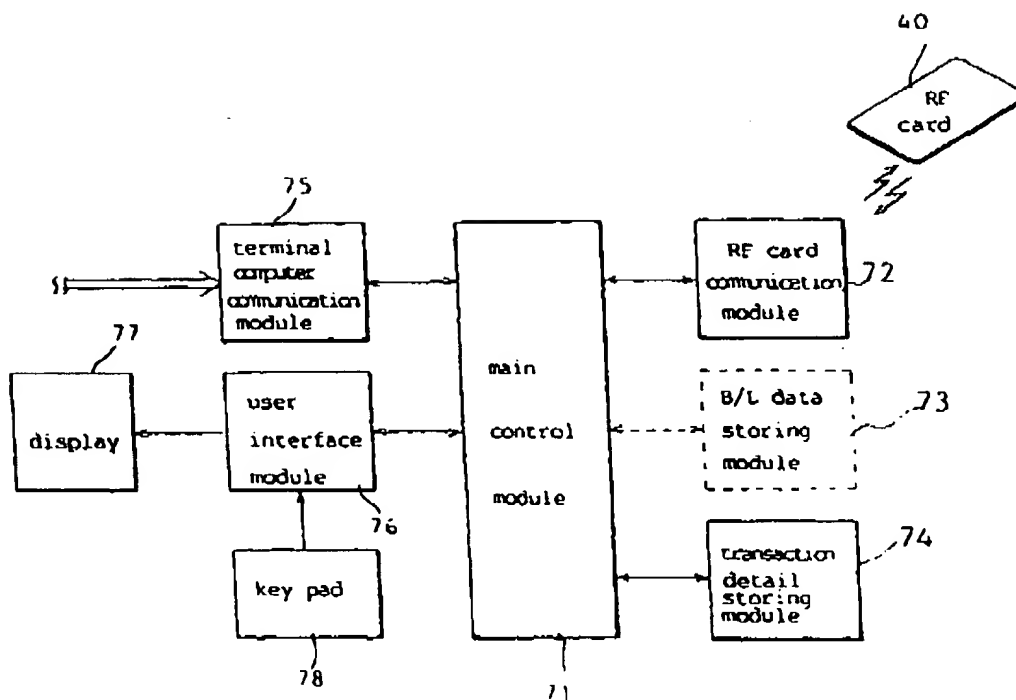 40
RF
card
75
terminal
computer
communication
module
RF card
communication
module
72
77
display
user
interface
module
76
main
control
module
B/L data
storing
module
73
key pad
78
transaction
detail
storing
module
74
71